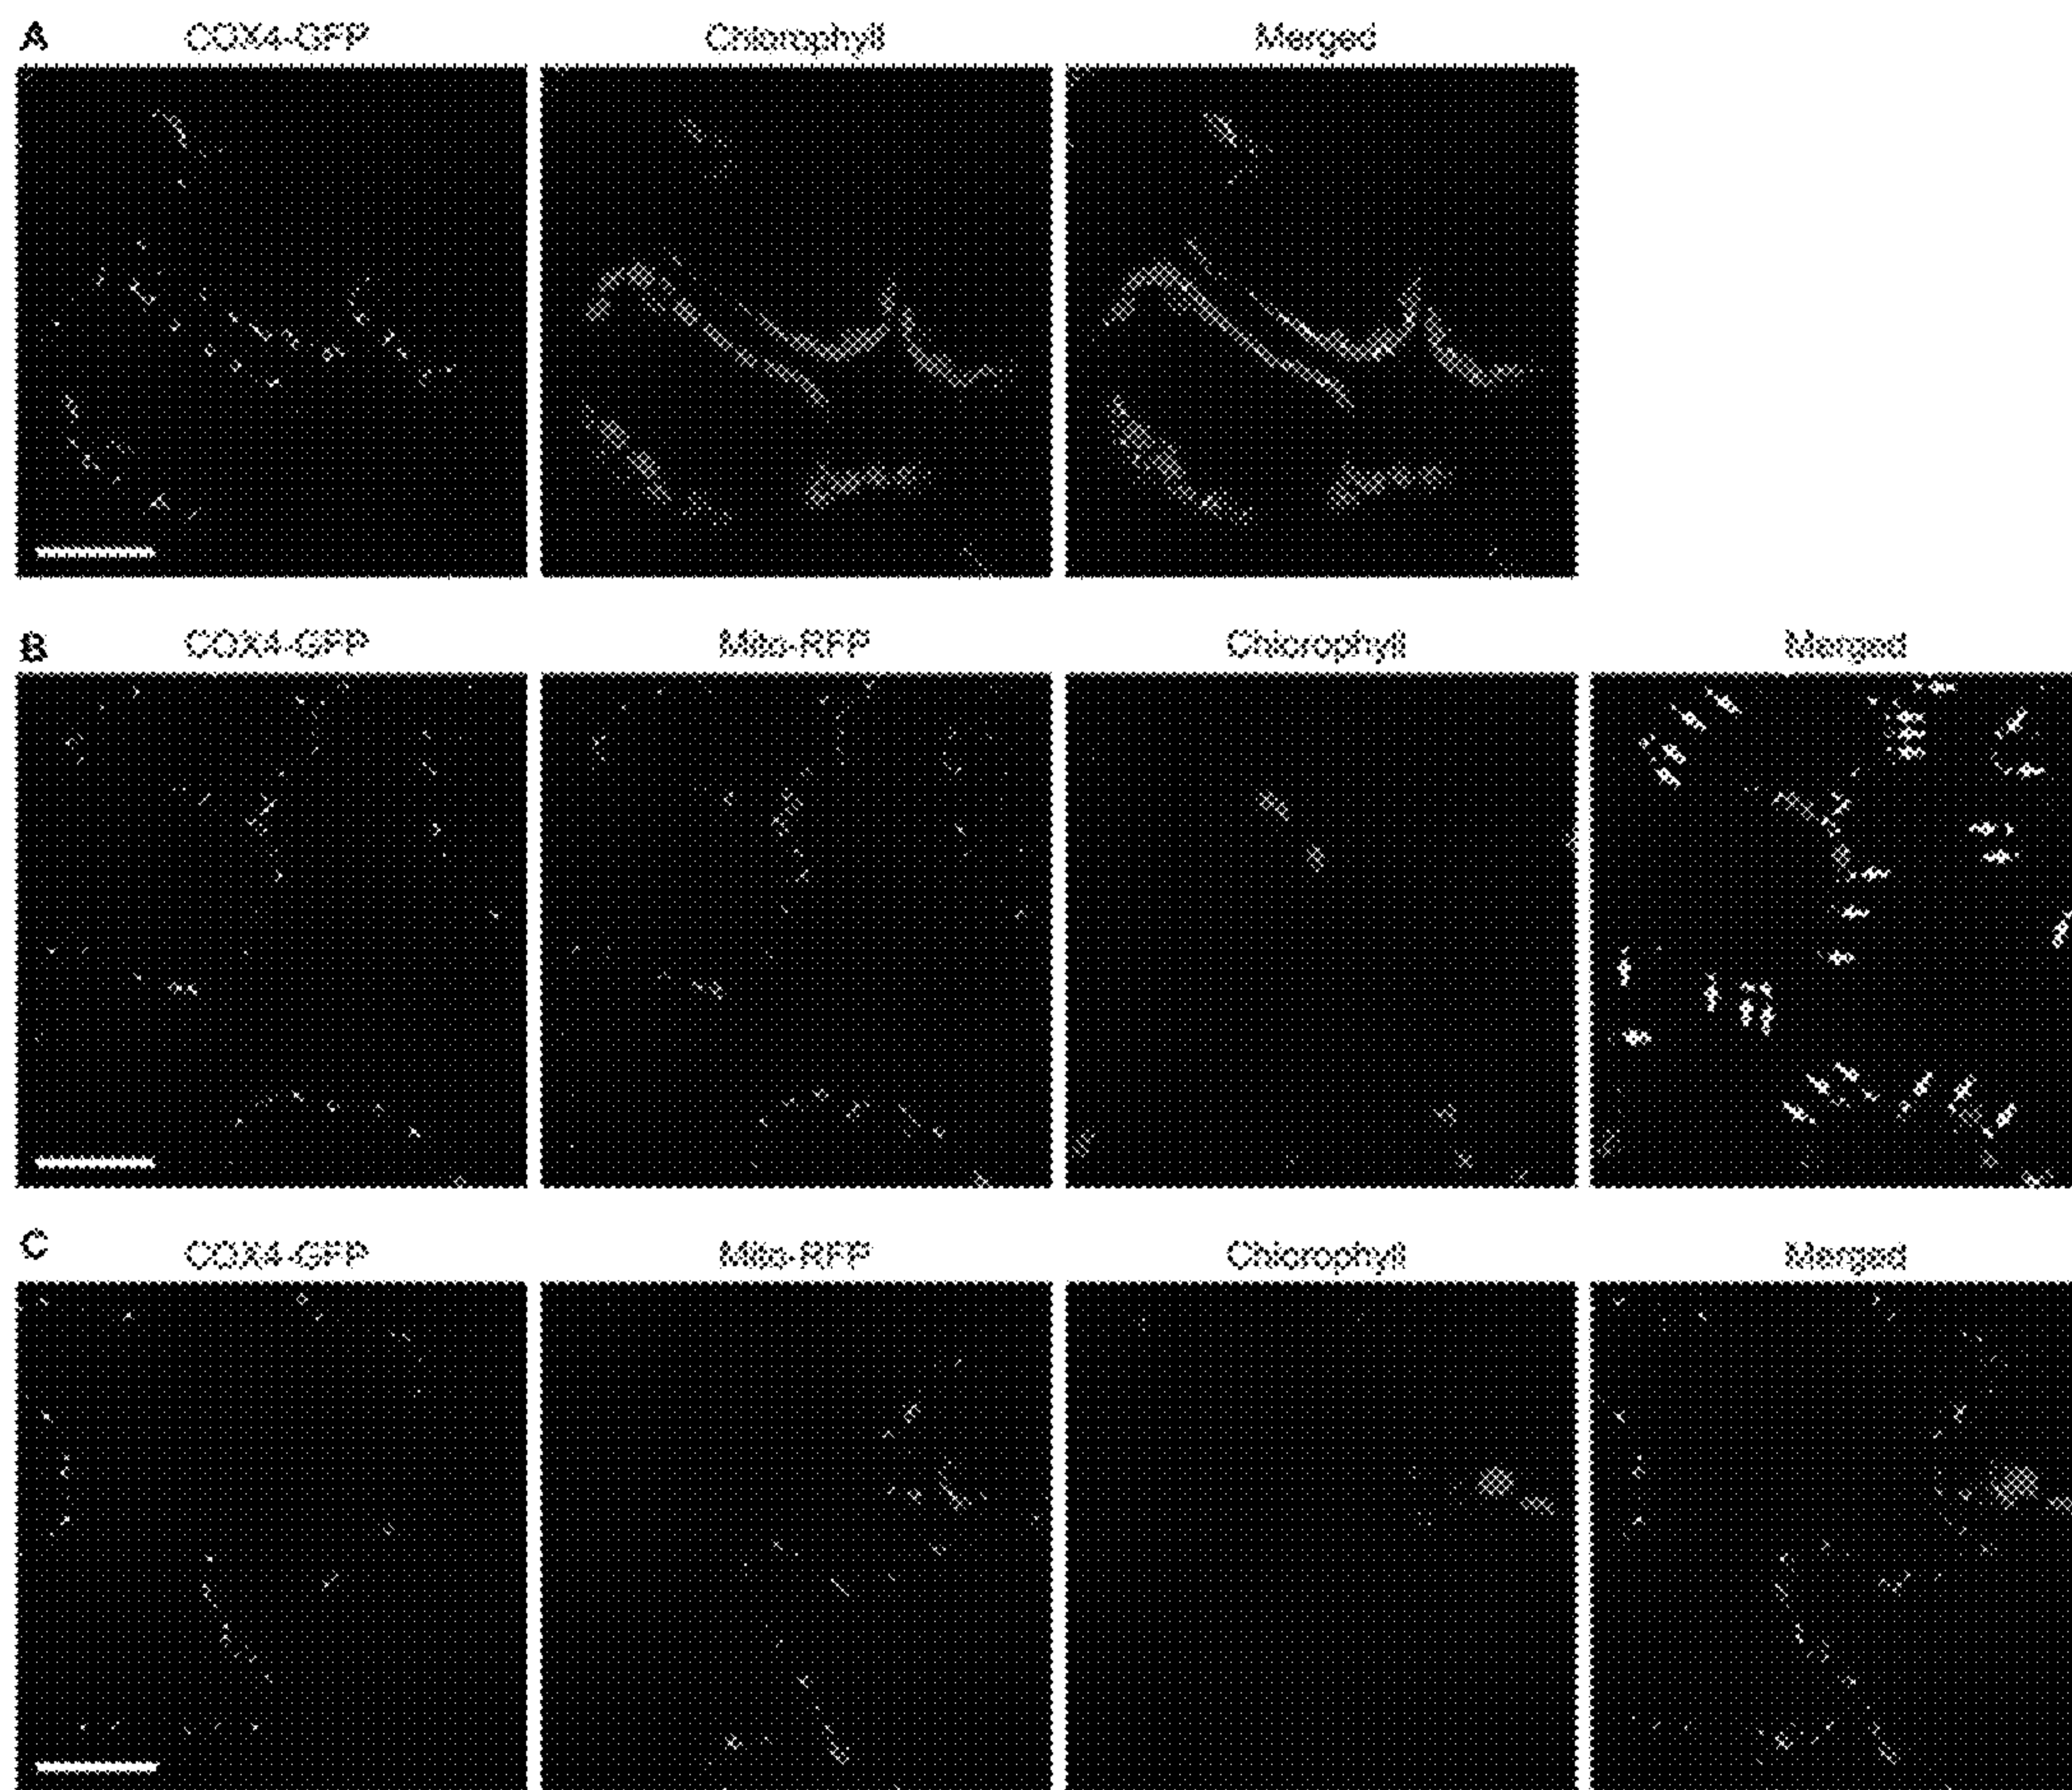 A COX4-GFP Chlorophyll Merged
B COX4-GFP Mito-RFP Chlorophyll Merged
C COX4-GFP Mito-RFP Chlorophyll Merged